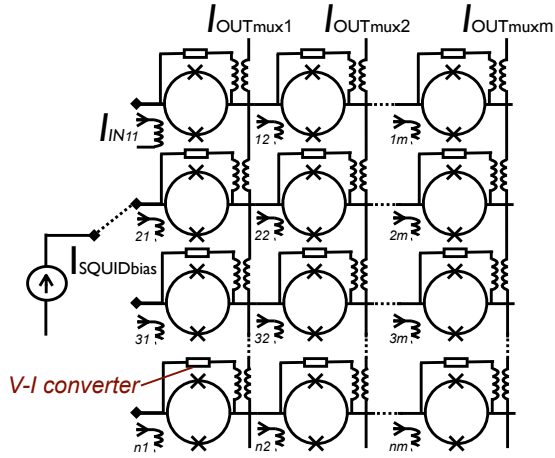 IOUTmux1 IOUTmux2 IOUTmuxm
IIN11 12 1m
21 22 2m
ISQUIDbias
31 32 3m
V-I converter
n1 n2 nm